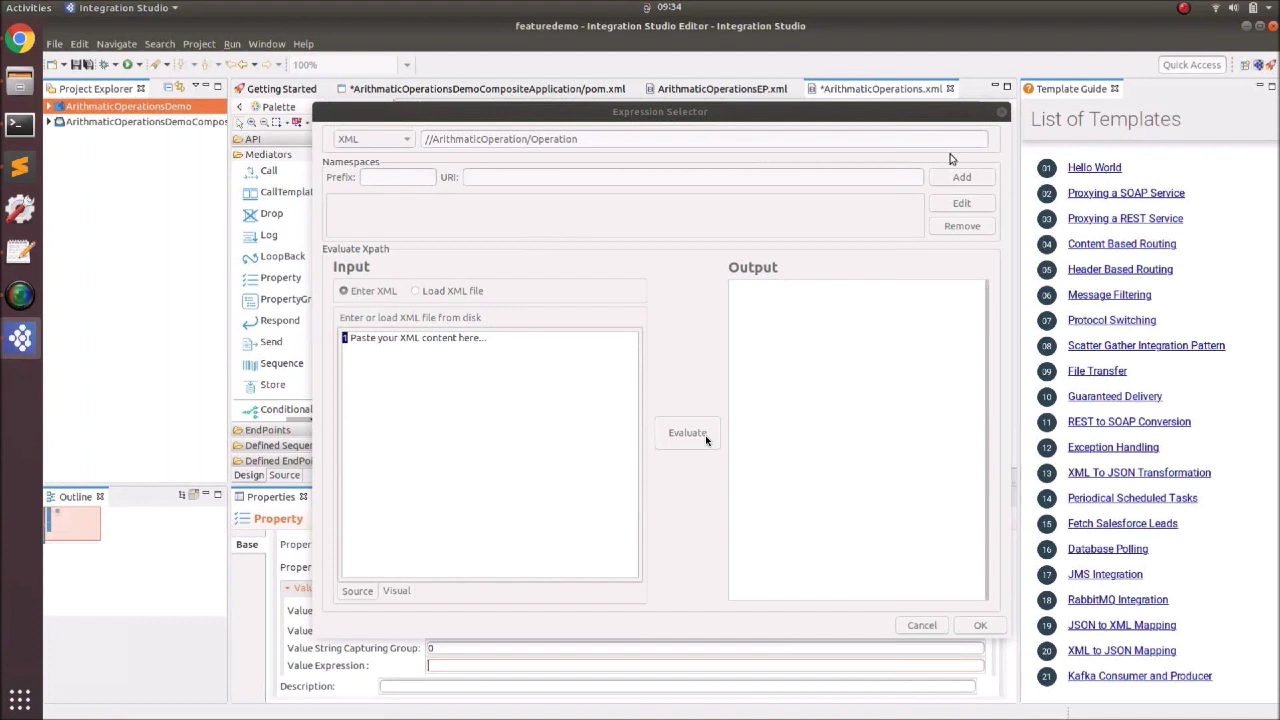 Activities Integration Studio 09:34
featuredemo - Integration Studio Editor - Integration Studio
File Edit Navigate Search Project Run Window Help
100% Quick Access
Project Explorer Getting Started *ArithmaticOperationsDemoCompositeApplication/pom.xml ArithmaticOperationsEP.xml *ArithmaticOperations.xml Template Guide
ArithmaticOperationsDemo
ArithmaticOperationsDemoCompos
Palette
API
Mediators
Call
CallTempla
Drop
Log
LoopBack
Property
PropertyGr
Respond
Send
Sequence
Store
Conditional
EndPoints
Defined Sequen
Defined EndPoi
Design Source
Expression Selector
XML //ArithmaticOperation/Operation
Namespaces
Prefix: URI: Add
Edit
Remove
Evaluate Xpath
Input
Output
Enter XML Load XML file
Enter or load XML file from disk
1 Paste your XML content here...
Evaluate
Source Visual
Cancel OK
List of Templates
01 Hello World
02 Proxying a SOAP Service
03 Proxying a REST Service
04 Content Based Routing
05 Header Based Routing
06 Message Filtering
07 Protocol Switching
08 Scatter Gather Integration Pattern
09 File Transfer
10 Guaranteed Delivery
11 REST to SOAP Conversion
12 Exception Handling
13 XML To JSON Transformation
14 Periodical Scheduled Tasks
15 Fetch Salesforce Leads
16 Database Polling
17 JMS Integration
18 RabbitMQ Integration
19 JSON to XML Mapping
20 XML to JSON Mapping
21 Kafka Consumer and Producer
Outline
Properties
Property
Base
Proper
Proper
Valu
Value
Value
Value String Capturing Group: 0
Value Expression :
Description: